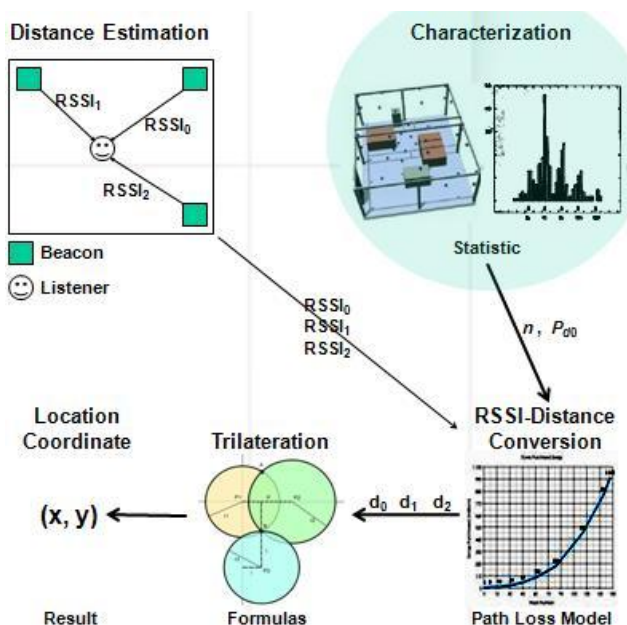 Distance Estimation
Characterization
RSSI₁
RSSI₀
RSSI₂
Beacon
Listener
Statistic
RSSI₀
RSSI₁
RSSI₂
n, Pd0
Location
Coordinate
Trilateration
RSSI-Distance
Conversion
(x, y)
d₀ d₁ d₂
Result
Formulas
Path Loss Model